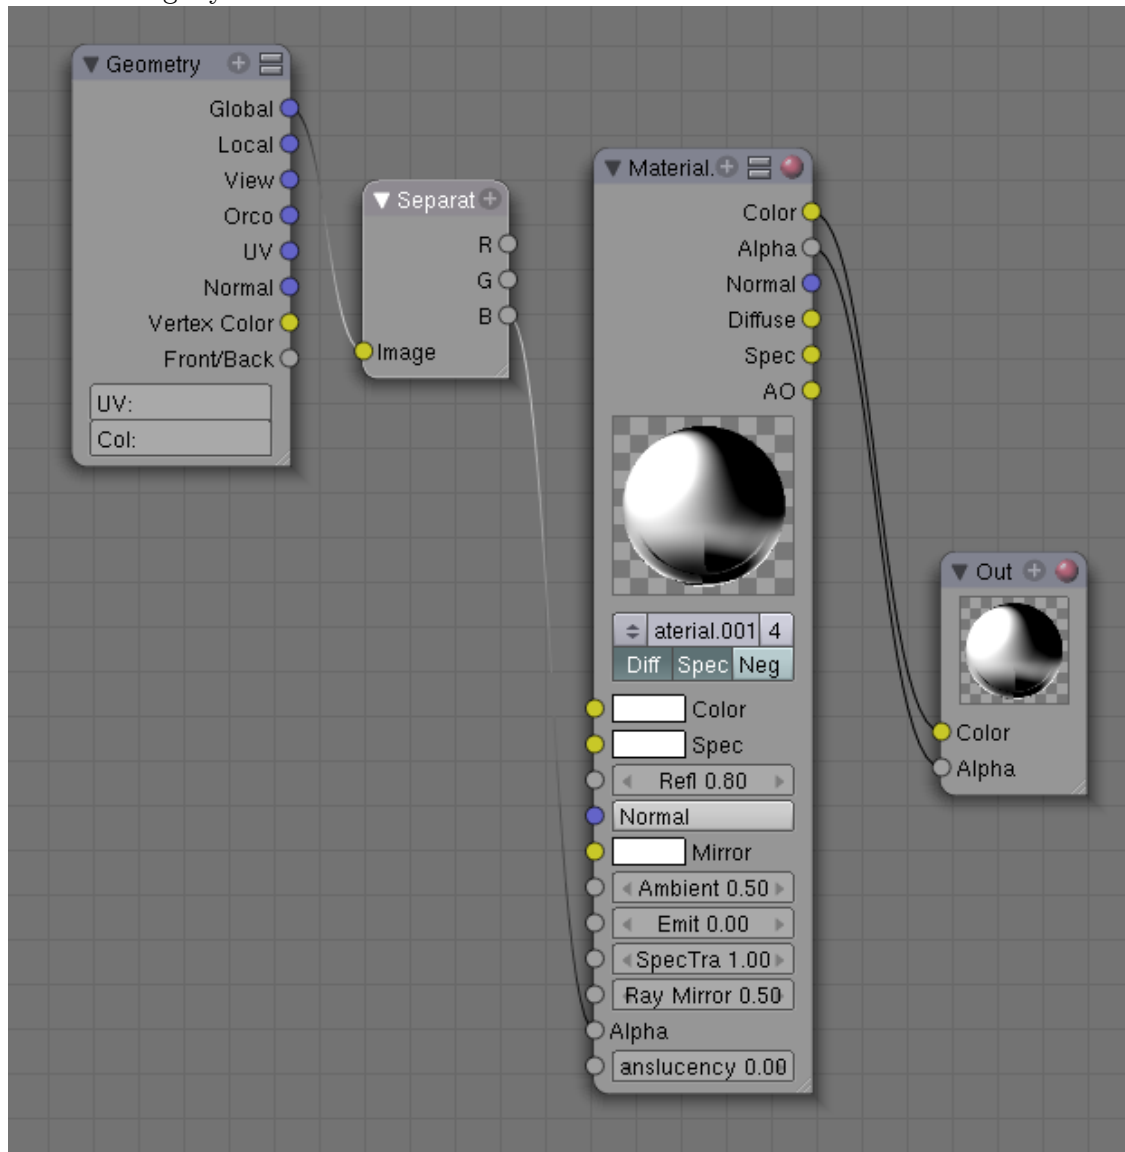 Geometry
Global
Local
View
Orco
UV
Normal
Vertex Color
Front/Back
UV:
Col:
Separat
R
G
B
Image
Material.
Color
Alpha
Normal
Diffuse
Spec
AO
aterial.001 4
Diff Spec Neg
Color
Spec
Refl 0.80
Normal
Mirror
Ambient 0.50
Emit 0.00
SpecTra 1.00
Ray Mirror 0.50
Alpha
anslucency 0.00
Out
Color
Alpha